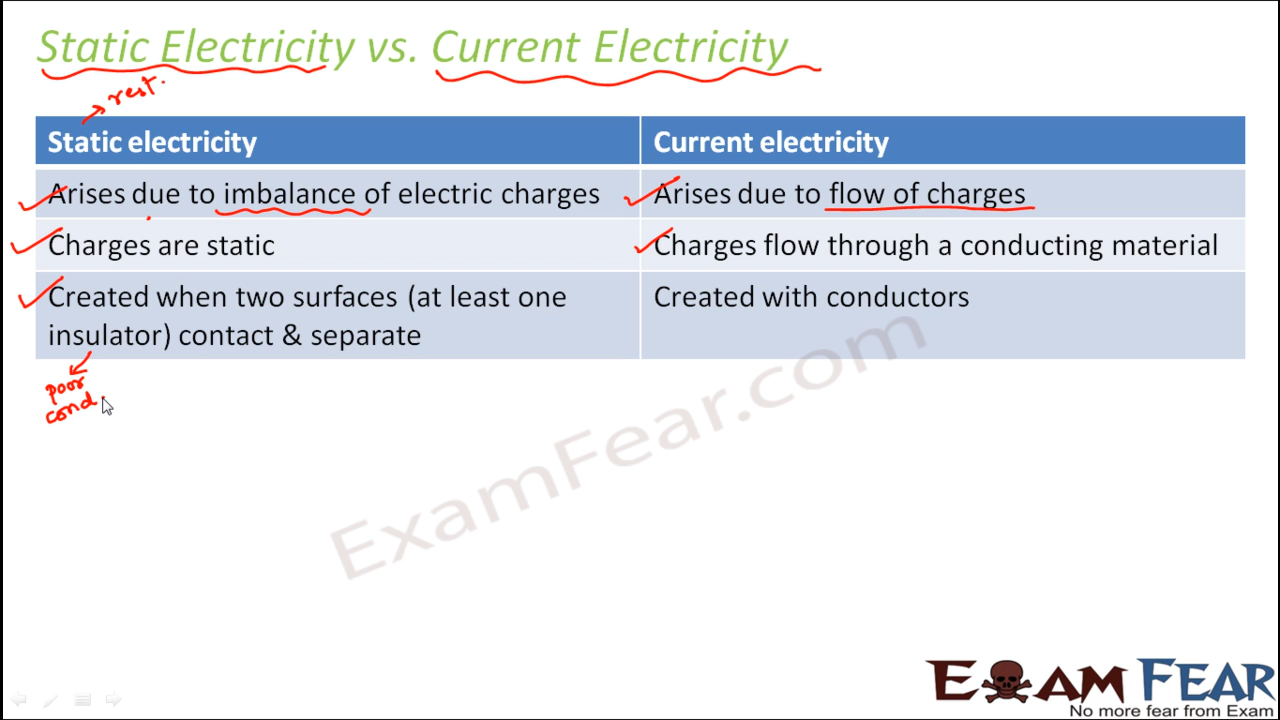 Static Electricity vs. Current Electricity
rest.
Static electricity
Current electricity
Arises due to imbalance of electric charges
Arises due to flow of charges
Charges are static
Charges flow through a conducting material
Created when two surfaces (at least one
insulator) contact & separate
Created with conductors
poor
cond
ExamFear.com
EXAM FEAR
No more fear from Exam